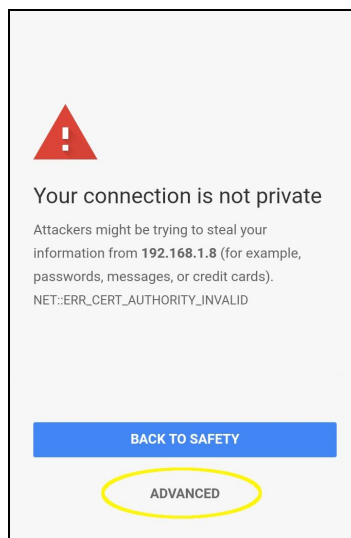 Your connection is not private
Attackers might be trying to steal your
information from 192.168.1.8 (for example,
passwords, messages, or credit cards).
NET::ERR_CERT_AUTHORITY_INVALID
BACK TO SAFETY
ADVANCED